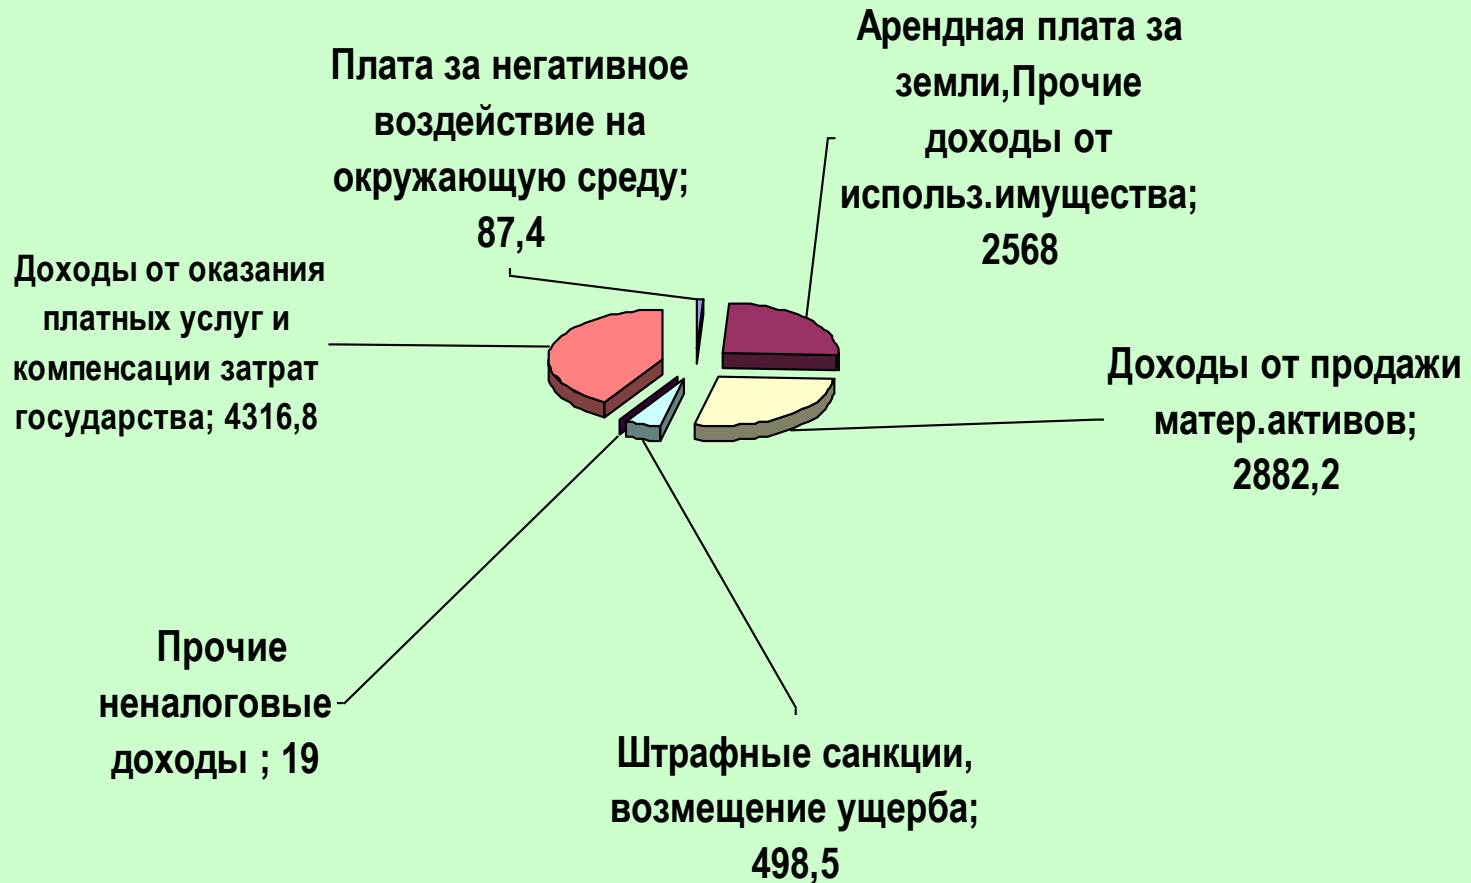 Плата за негативное
воздействие на
окружающую среду;
87,4
Арендная плата за
земли,Прочие
доходы от
использ.имущества;
2568
Доходы от оказания
платных услуг и
компенсации затрат
государства; 4316,8
Доходы от продажи
матер.активов;
2882,2
Прочие
неналоговые
доходы ; 19
Штрафные санкции,
возмещение ущерба;
498,5